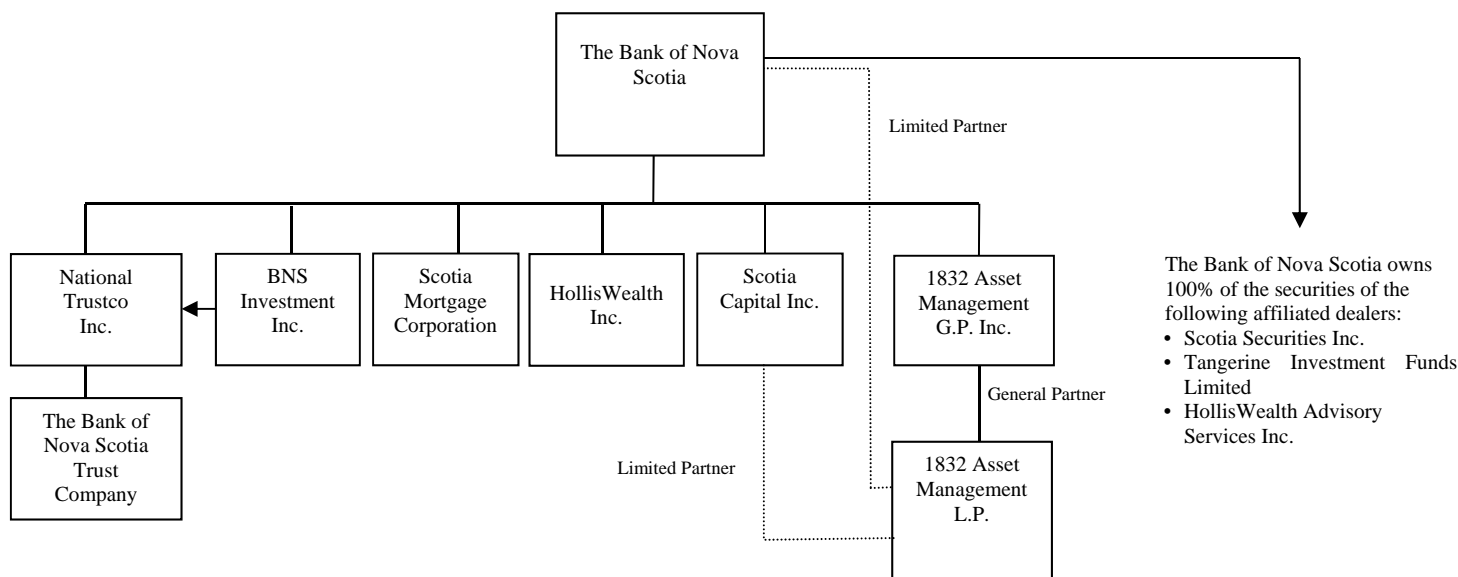 The Bank of Nova
Scotia
Limited Partner
National
Trustco
Inc.
BNS
Investment
Inc.
Scotia
Mortgage
Corporation
HollisWealth
Inc.
Scotia
Capital Inc.
1832 Asset
Management
G.P. Inc.
The Bank of Nova Scotia owns
100% of the securities of the
following affiliated dealers:
• Scotia Securities Inc.
• Tangerine Investment Funds
Limited
• HollisWealth Advisory
Services Inc.
General Partner
The Bank of
Nova Scotia
Trust
Company
Limited Partner
1832 Asset
Management
L.P.